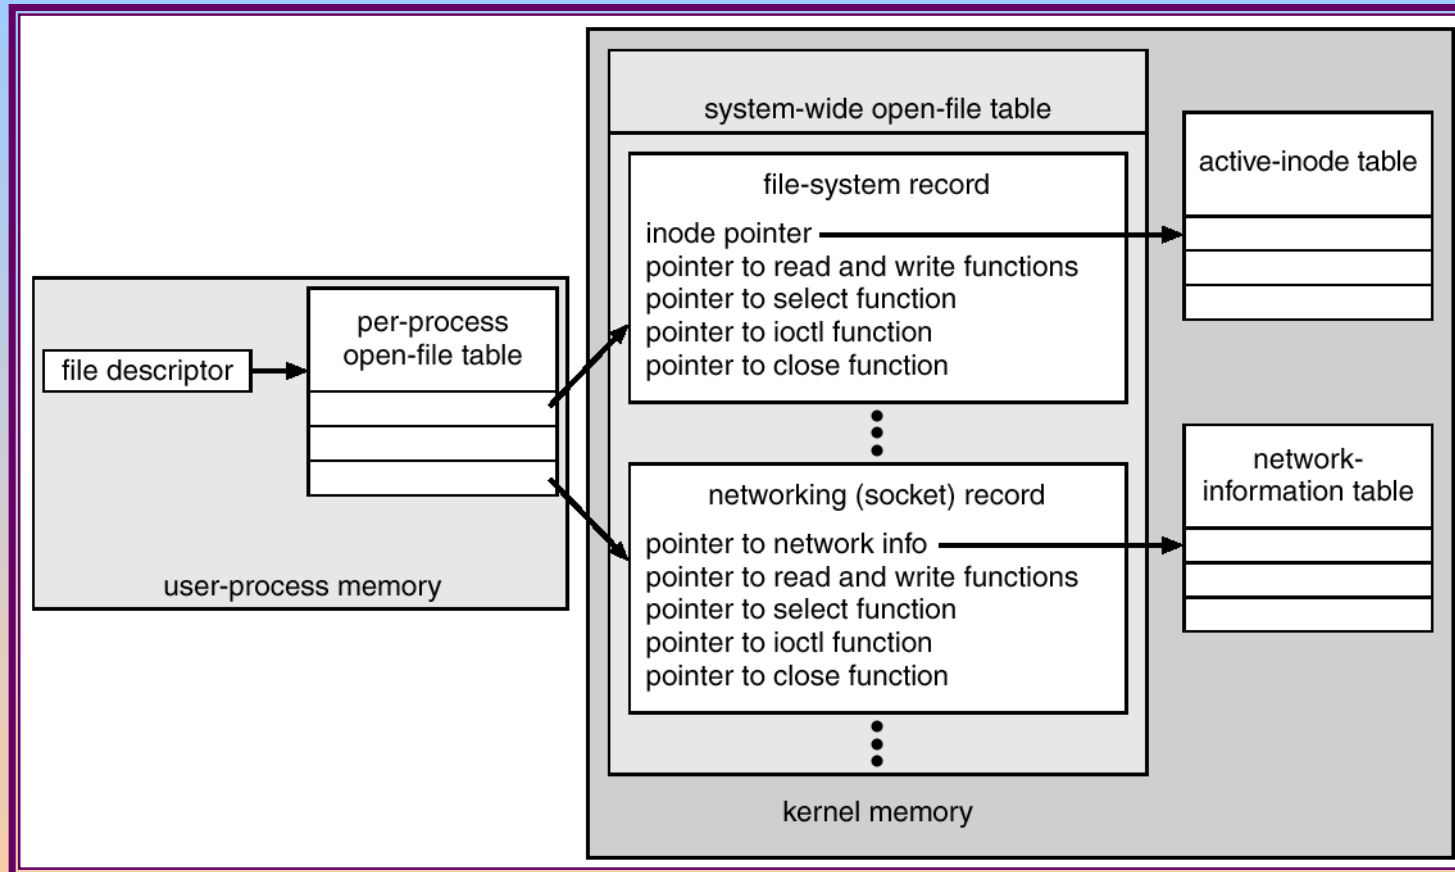 system-wide open-file table
file-system record
inode pointer
pointer to read and write functions
pointer to select function
pointer to ioctl function
pointer to close function
active-inode table
per-process
open-file table
file descriptor
user-process memory
networking (socket) record
pointer to network info
pointer to read and write functions
pointer to select function
pointer to ioctl function
pointer to close function
network-
information table
kernel memory